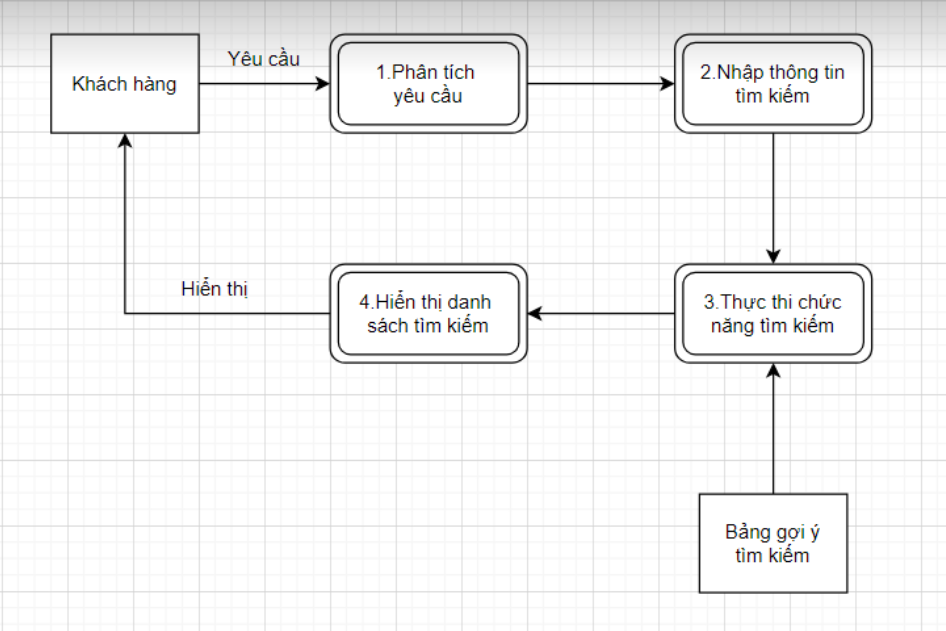 Khách hàng
Yêu cầu
1.Phân tích
yêu cầu
2.Nhập thông tin
tìm kiếm
Hiển thị
4.Hiển thị danh
sách tìm kiếm
3.Thực thi chức
năng tìm kiếm
Bảng gợi ý
tìm kiếm